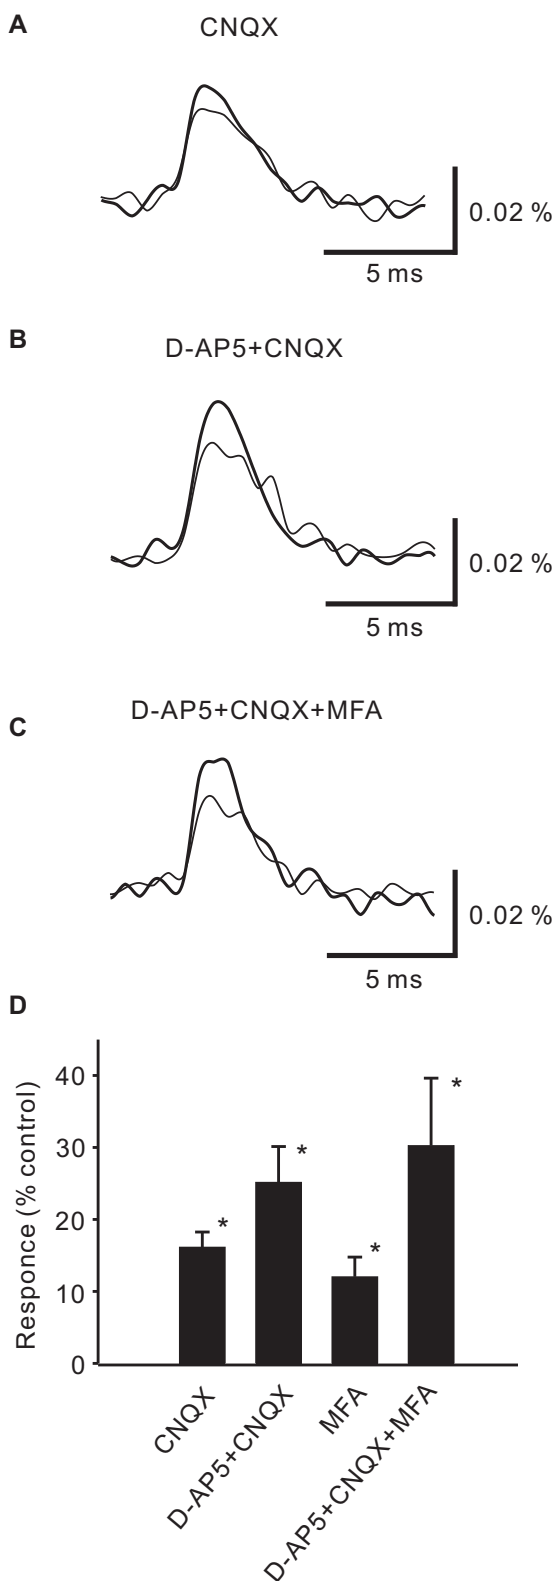 A
CNQX
0.02 %
5 ms
B
D-AP5+CNQX
0.02 %
5 ms
D-AP5+CNQX+MFA
C
0.02 %
5 ms
D
Responce (% control)
40
30
20
10
0
*
*
*
*
CNQX
D-AP5+CNQX
MFA
D-AP5+CNQX+MFA